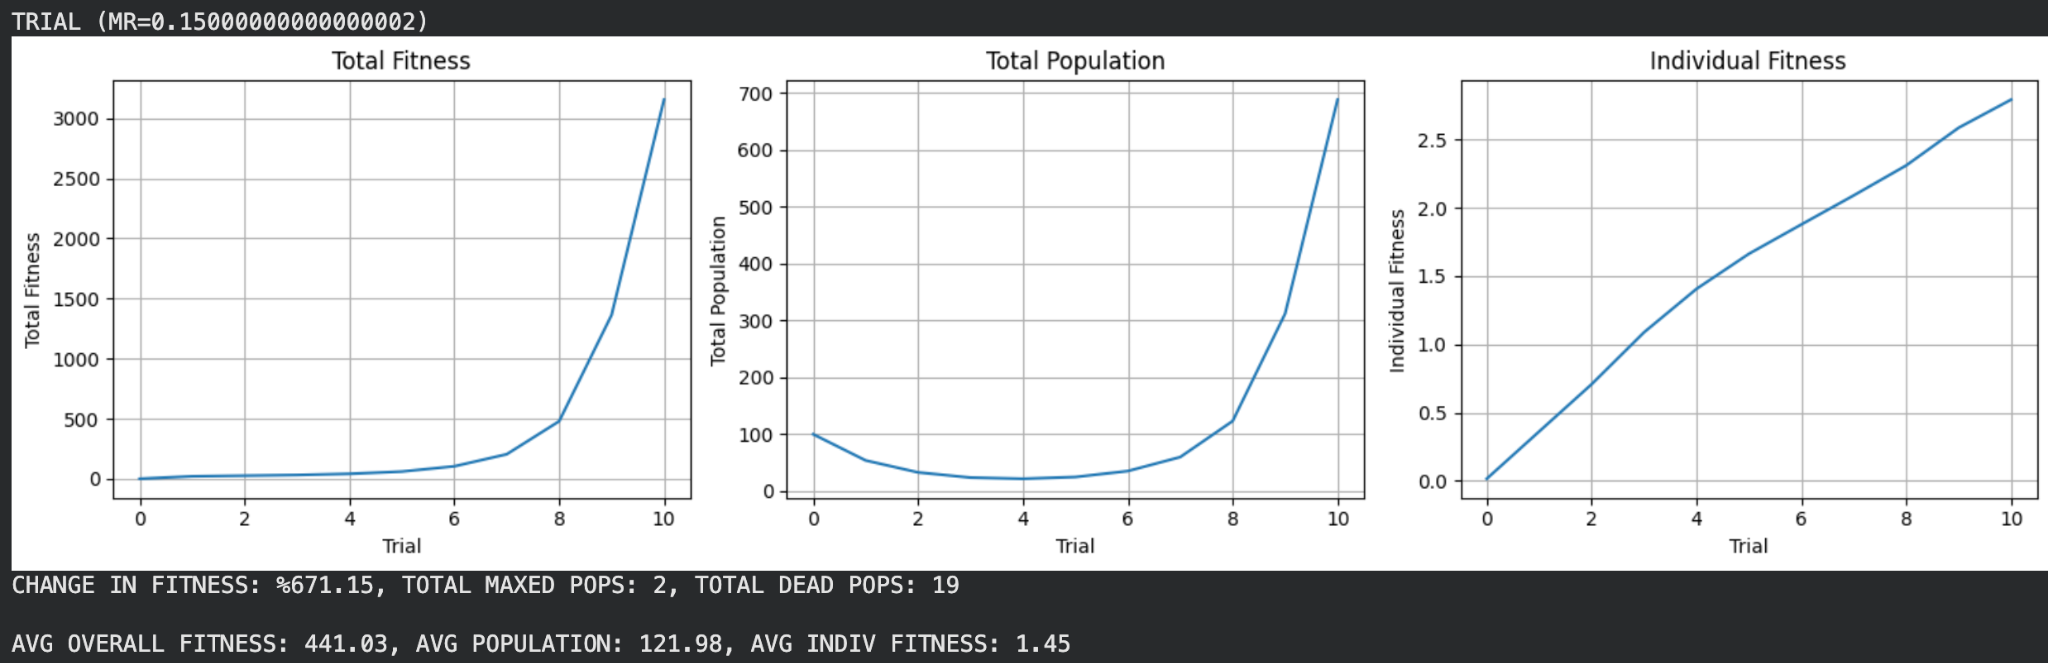 TRIAL (MR=0.15000000000000002)
Total Fitness
Total Population
Individual Fitness
Total Fitness
3000
2500
2000
1500
1000
500
0
0 2 4 6 8 10
Trial
Total Population
700
600
500
400
300
200
100
0
0 2 4 6 8 10
Trial
Individual Fitness
2.5
2.0
1.5
1.0
0.5
0.0
0 2 4 6 8 10
Trial
CHANGE IN FITNESS: %671.15, TOTAL MAXED POPS: 2, TOTAL DEAD POPS: 19
AVG OVERALL FITNESS: 441.03, AVG POPULATION: 121.98, AVG INDIV FITNESS: 1.45